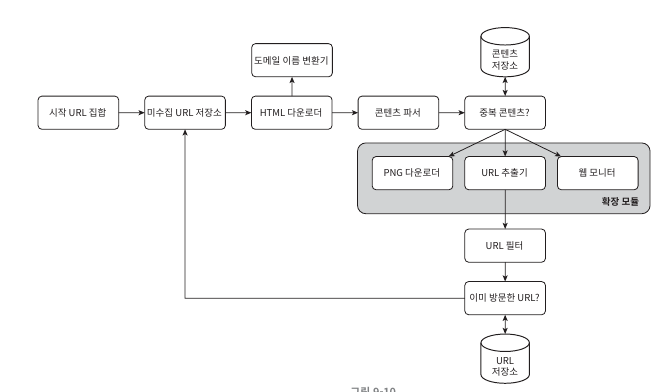 콘텐츠
저장소
도메일 이름 변환기
시작 URL 집합
미수집 URL 저장소
HTML 다운로더
콘텐츠 파서
중복 콘텐츠?
PNG 다운로더
URL 추출기
웹 모니터
확장 모듈
URL 필터
이미 방문한 URL?
URL
저장소
그림 9-10